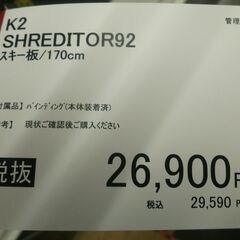 K2
管理
SHREDITOR92
スキー板/170cm
付属品】 バインディング(本体装着済)
考】 現状ご確認後ご購入ください
税抜
26,900
税込 29,590